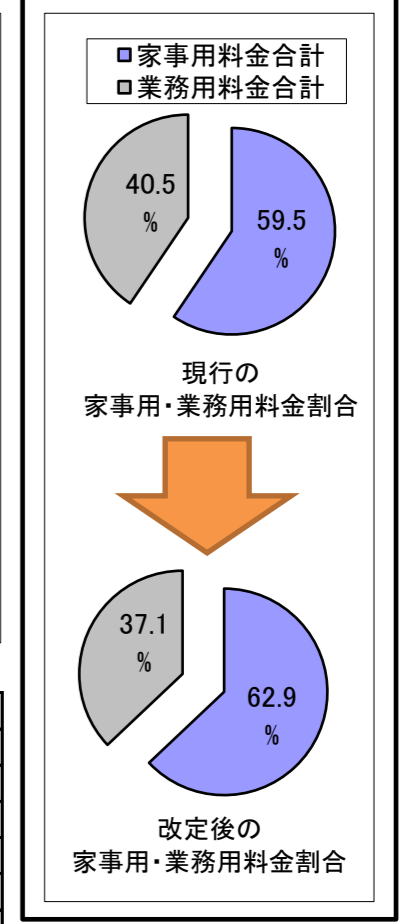 家事用料金合計
業務用料金合計
40.5
%
59.5
%
現行の
家事用・業務用料金割合
37.1
%
62.9
%
改定後の
家事用・業務用料金割合